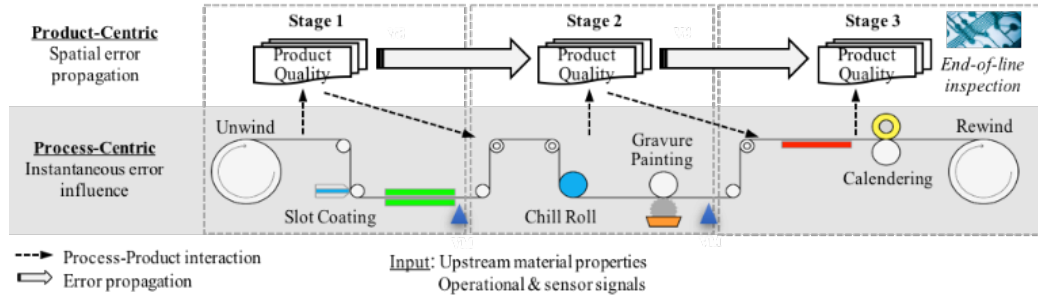 Stage 1
Stage 2
Stage 3
Product-Centric
Spatial error
propagation
Product
Quality
Product
Quality
Product
Quality
End-of-line
inspection
Process-Centric
Instantaneous error
influence
Unwind
Slot Coating
Chill Roll
Gravure
Painting
Calendering
Rewind
Process-Product interaction
Error propagation
Input: Upstream material properties
Operational & sensor signals